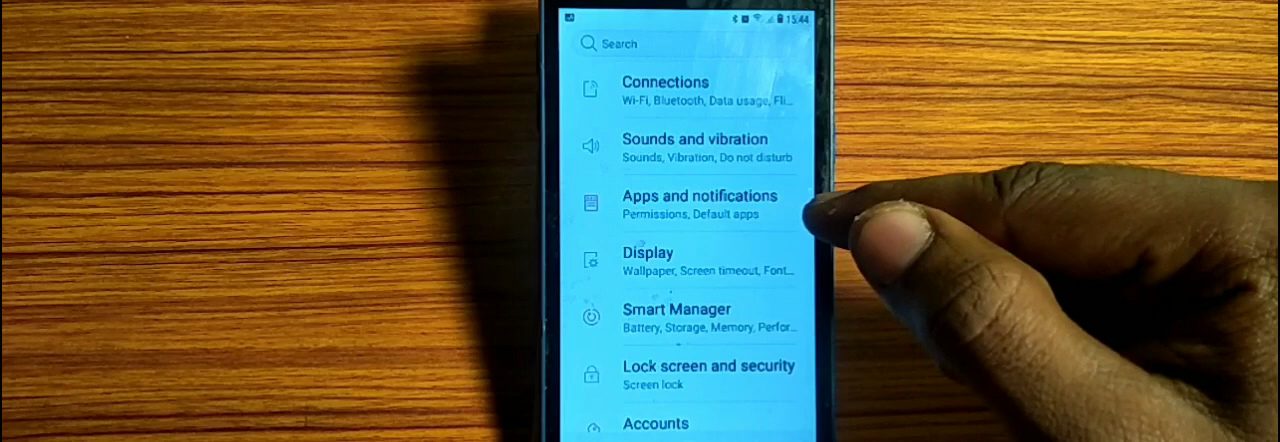 15:44
Search
Connections
Wi-Fi, Bluetooth, Data usage, Fli...
Sounds and vibration
Sounds, Vibration, Do not disturb
Apps and notifications
Permissions, Default apps
Display
Wallpaper, Screen timeout, Font...
Smart Manager
Battery, Storage, Memory, Perfor...
Lock screen and security
Screen lock
Accounts